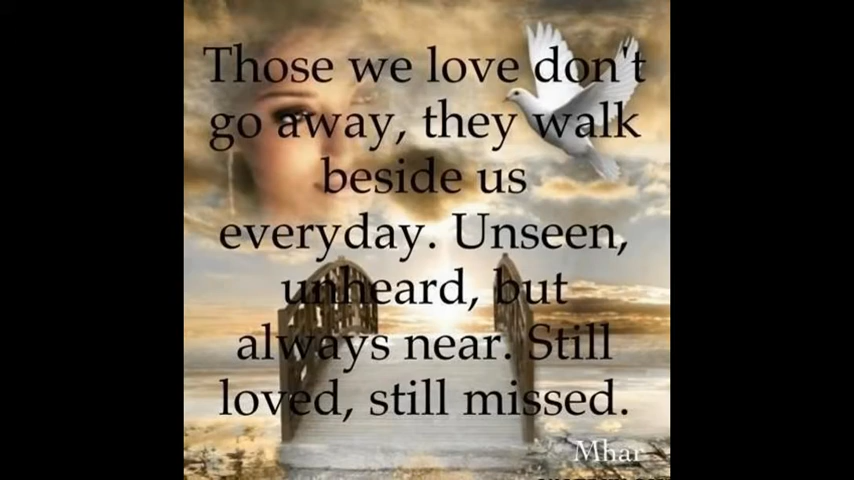 Those we love don't
go away, they walk
beside us
everyday. Unseen,
unheard, but
always near. Still
loved, still missed.
Mhar